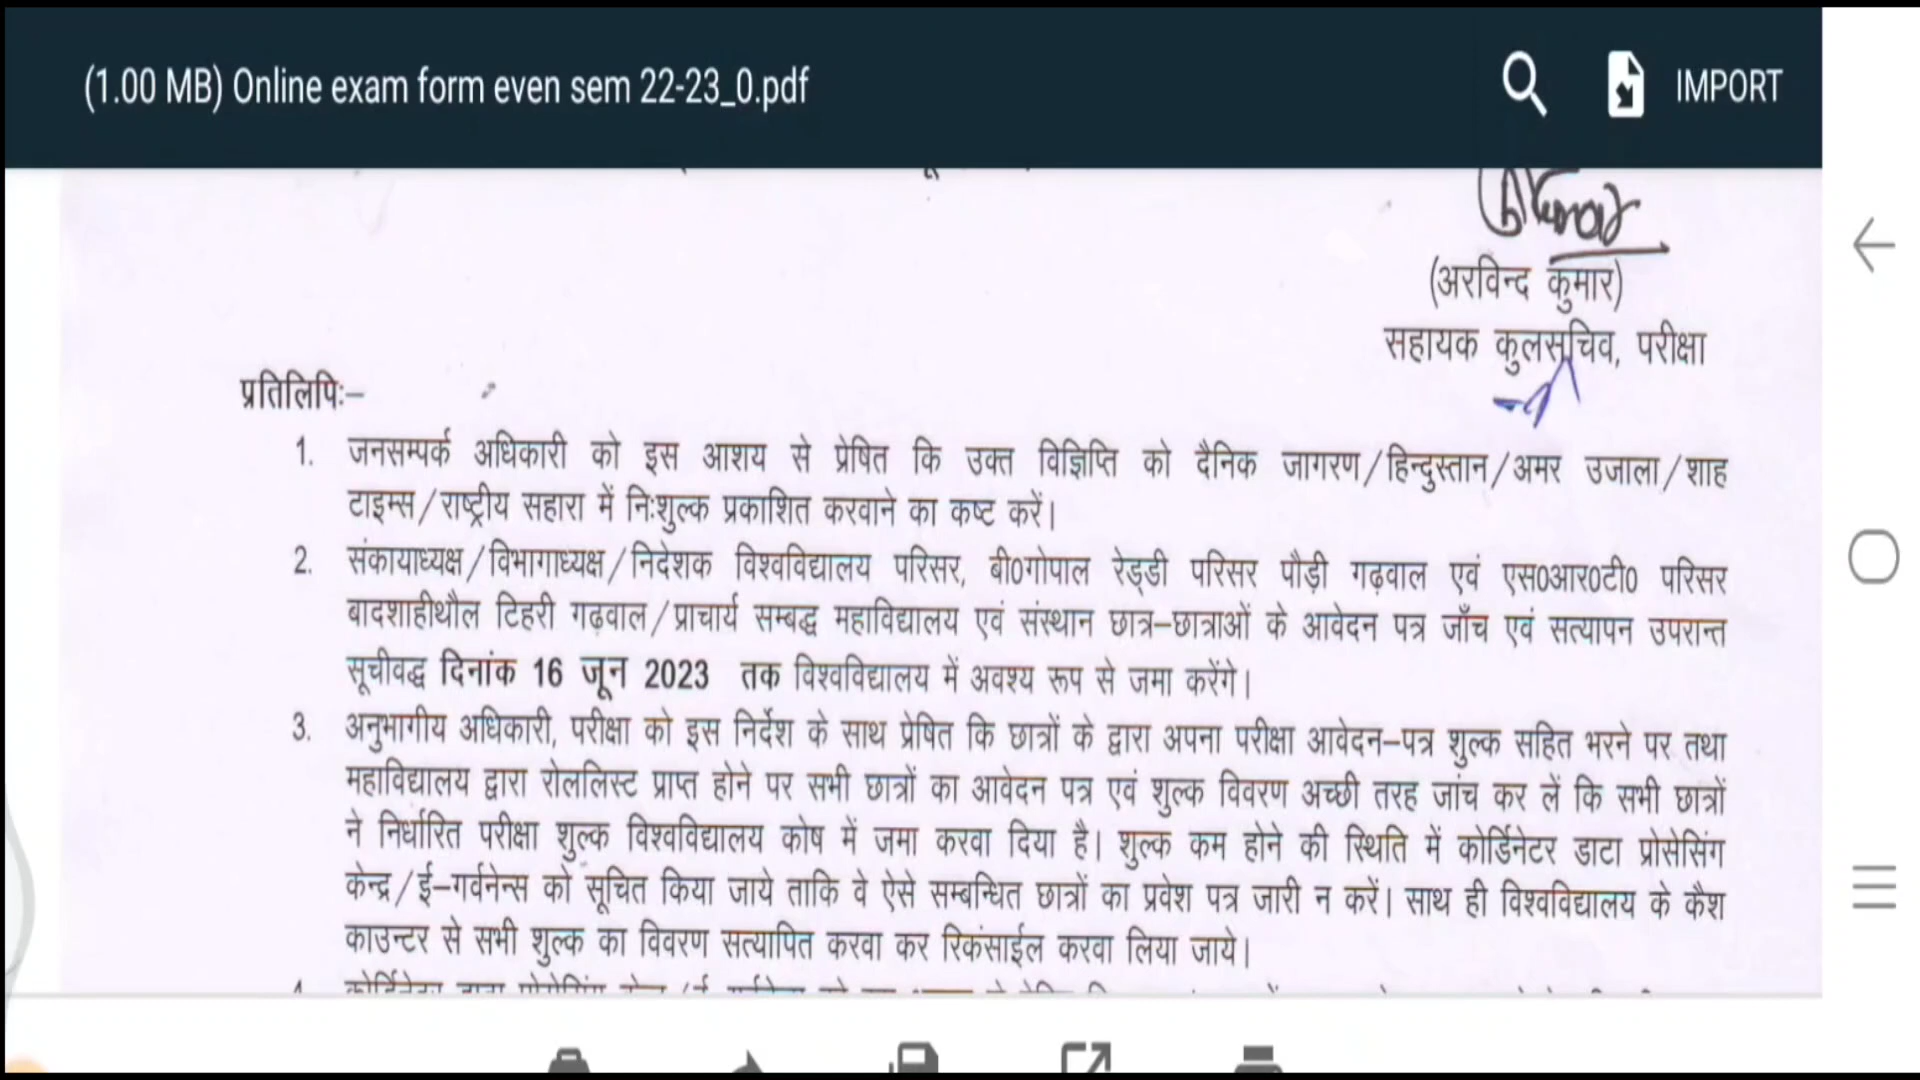 (1.00 MB) Online exam form even sem 22-23_0.pdf
IMPORT
(अरविन्द कुमार)
सहायक कुलसचिव, परीक्षा
प्रतिलिपिः–
1. जनसम्पर्क अधिकारी को इस आशय से प्रेषित कि उक्त विज्ञिप्ति को दैनिक जागरण/हिन्दुस्तान/अमर उजाला/शाह
टाइम्स/राष्ट्रीय सहारा में निःशुल्क प्रकाशित करवाने का कष्ट करें।
2. संकायाध्यक्ष/विभागाध्यक्ष/निदेशक विश्वविद्यालय परिसर, बी0गोपाल रेड्डी परिसर पौड़ी गढ़वाल एवं एस0आर0टी0 परिसर
बादशाहीथौल टिहरी गढ़वाल/प्राचार्य सम्बद्ध महाविद्यालय एवं संस्थान छात्र–छात्राओं के आवेदन पत्र जाँच एवं सत्यापन उपरान्त
सूचीवद्ध दिनांक 16 जून 2023 तक विश्वविद्यालय में अवश्य रूप से जमा करेंगे।
3. अनुभागीय अधिकारी, परीक्षा को इस निर्देश के साथ प्रेषित कि छात्रों के द्वारा अपना परीक्षा आवेदन–पत्र शुल्क सहित भरने पर तथा
महाविद्यालय द्वारा रोललिस्ट प्राप्त होने पर सभी छात्रों का आवेदन पत्र एवं शुल्क विवरण अच्छी तरह जांच कर लें कि सभी छात्रों
ने निर्धारित परीक्षा शुल्क विश्वविद्यालय कोष में जमा करवा दिया है। शुल्क कम होने की स्थिति में कोर्डिनेटर डाटा प्रोसेसिंग
केन्द्र/ई–गर्वनेन्स को सूचित किया जाये ताकि वे ऐसे सम्बन्धित छात्रों का प्रवेश पत्र जारी न करें। साथ ही विश्वविद्यालय के कैश
काउन्टर से सभी शुल्क का विवरण सत्यापित करवा कर रिकंसाईल करवा लिया जाये।